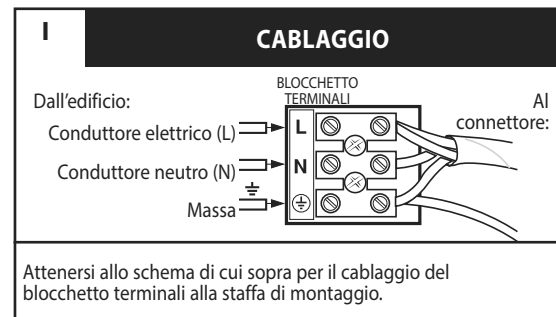 I
CABLAGGIO
BLOCCHETTO
TERMINALI
Dall'edificio:
Al
connettore:
Conduttore elettrico (L)
L
Conduttore neutro (N)
N
Massa
Attenersi allo schema di cui sopra per il cablaggio del
blocchetto terminali alla staffa di montaggio.